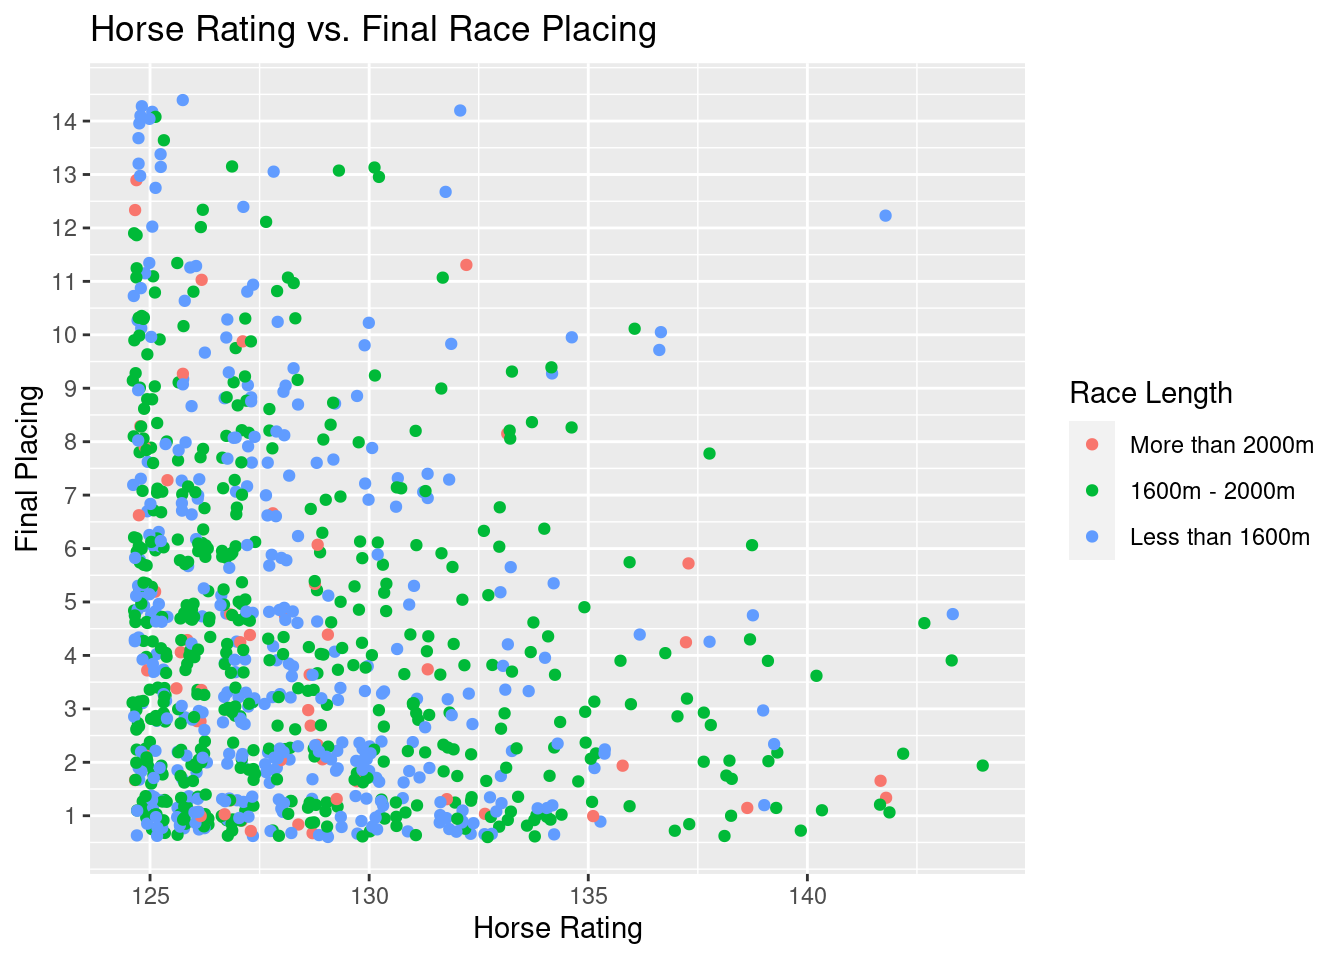 Horse Rating vs. Final Race Placing
14
13
12
11
10
9
8
7
6
5
4
3
2
1
Final Placing
125
130
135
140
Horse Rating
Race Length
More than 2000m
1600m - 2000m
Less than 1600m